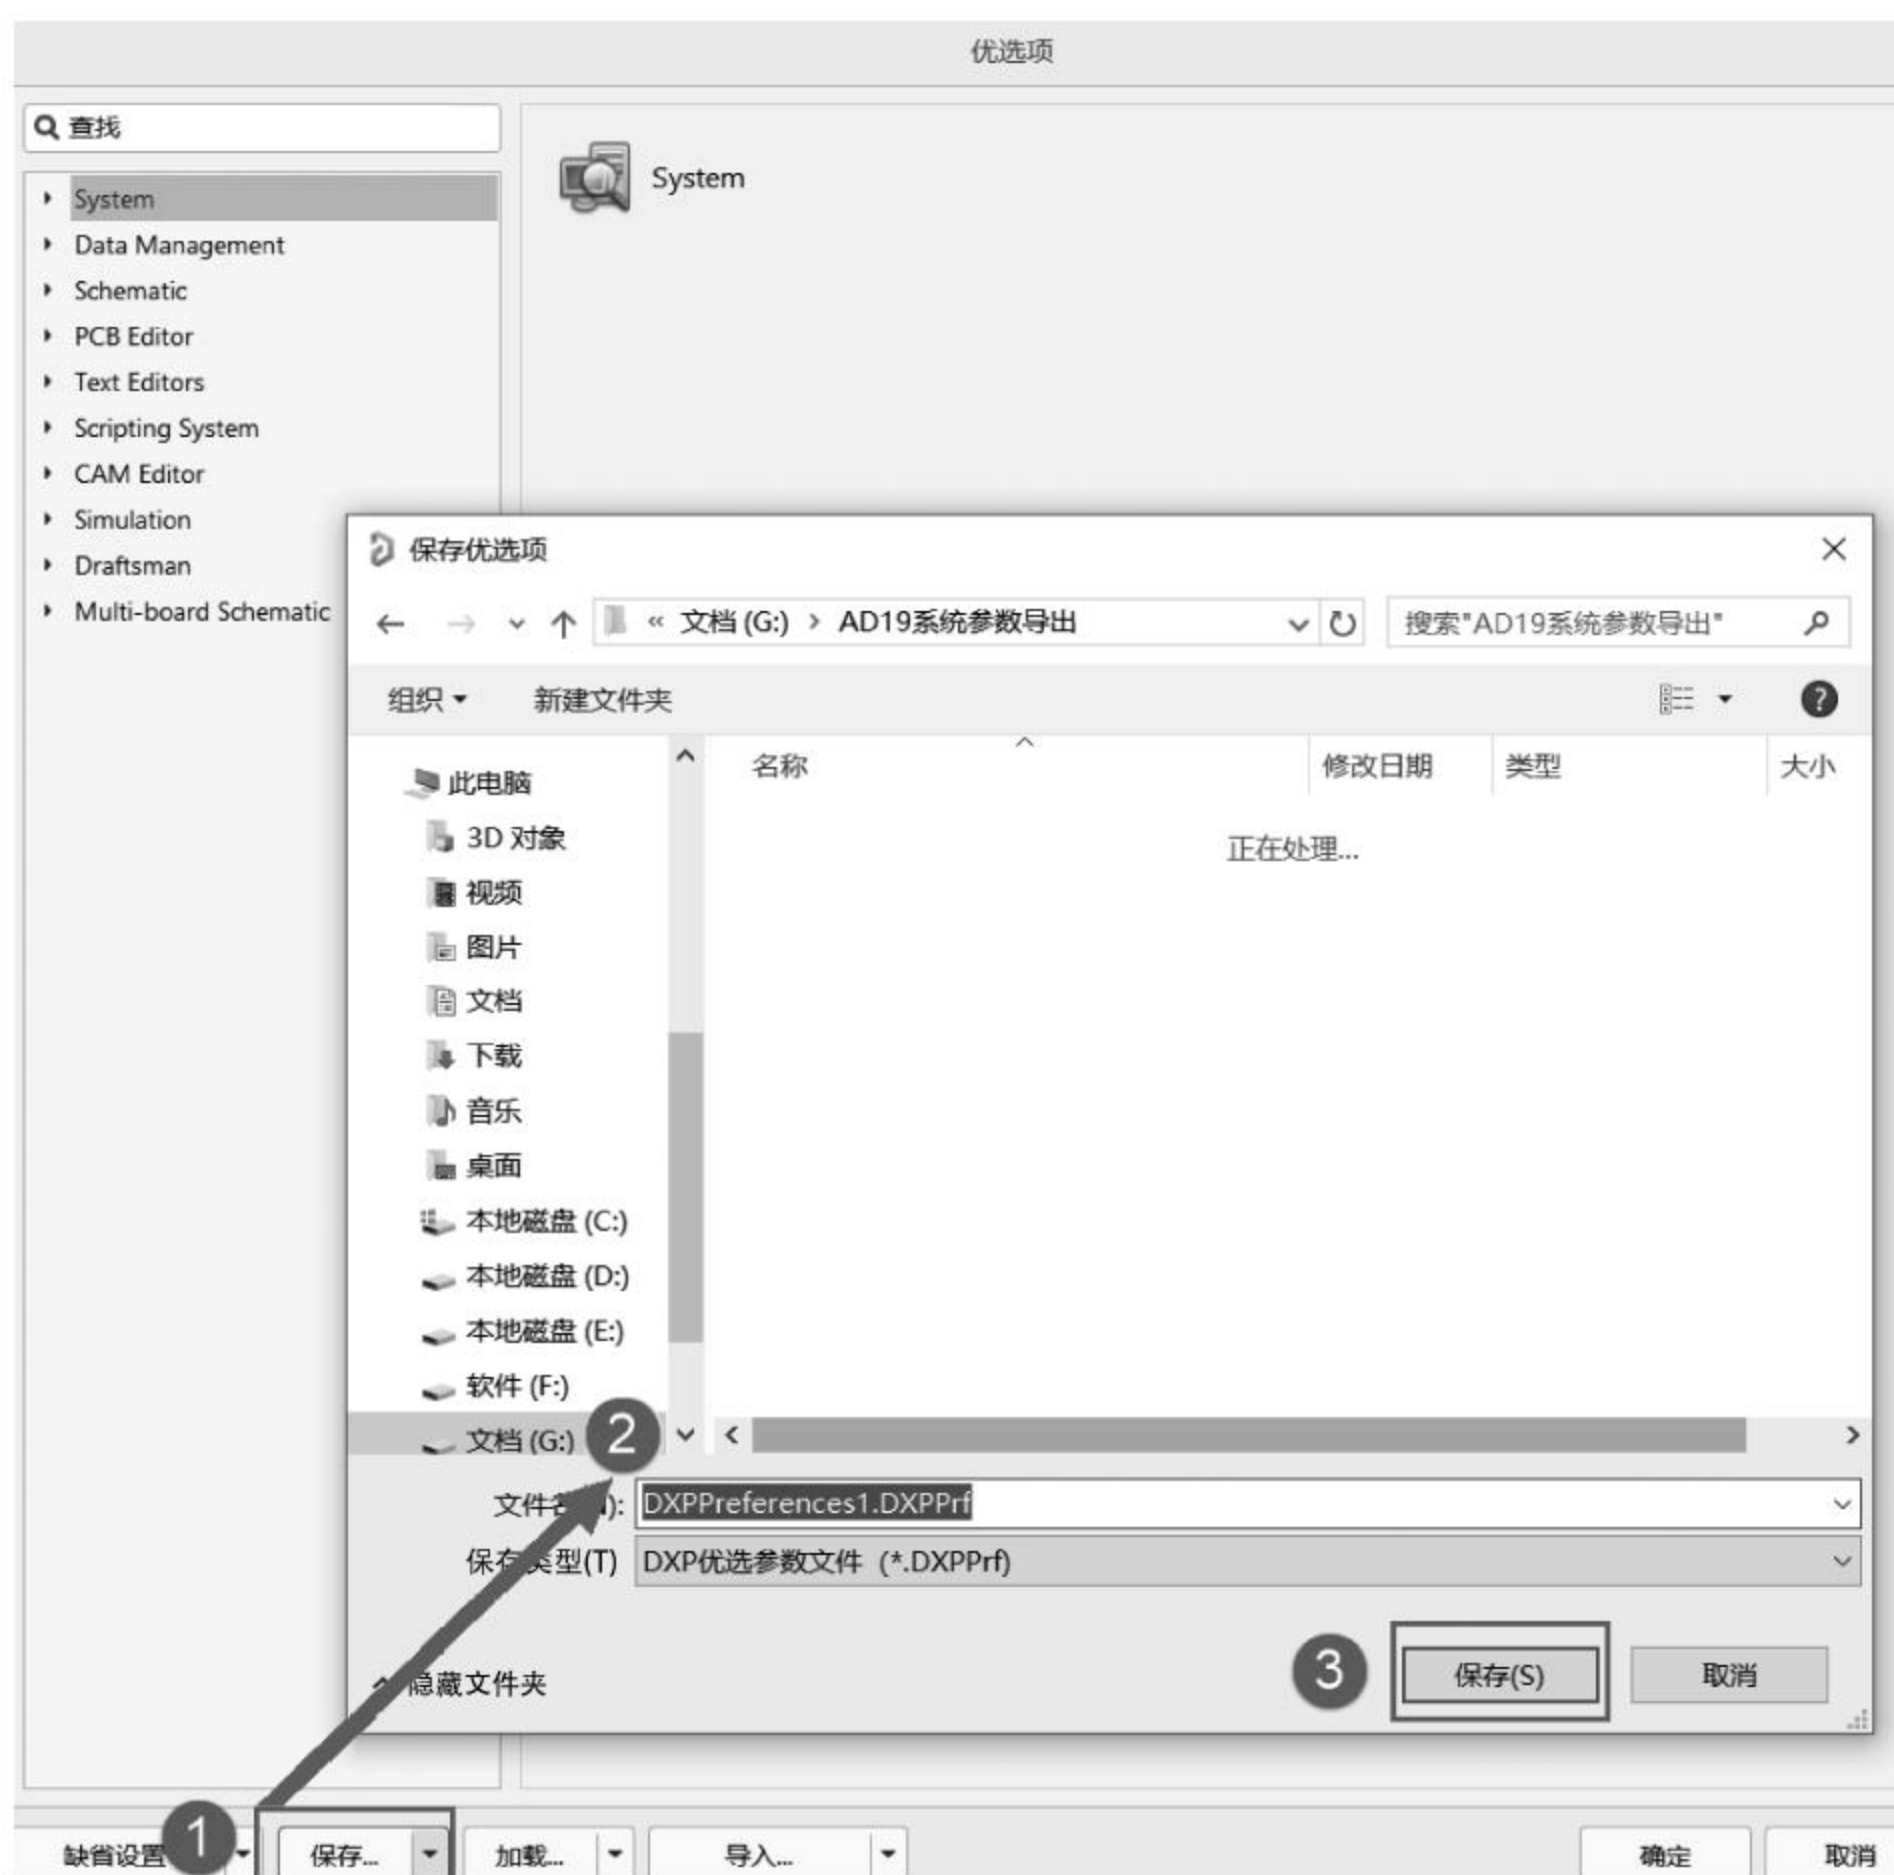 优选项
查找
System
Data Management
Schematic
PCB Editor
Text Editors
Scripting System
CAM Editor
Simulation
Draftsman
Multi-board Schematic
System
保存优选项
« 文档 (G:) › AD19系统参数导出
搜索"AD19系统参数导出"
组织
新建文件夹
名称 修改日期 类型 大小
正在处理...
此电脑
3D 对象
视频
图片
文档
下载
音乐
桌面
本地磁盘 (C:)
本地磁盘 (D:)
本地磁盘 (E:)
软件 (F:)
文档 (G:)
2
文件名 ): DXPPreferences1.DXPPrf
保存类型(T) DXP优选参数文件 (*.DXPPrf)
隐藏文件夹
3
保存(S)
取消
1
缺省设置
保存...
加载...
导入...
确定
取消